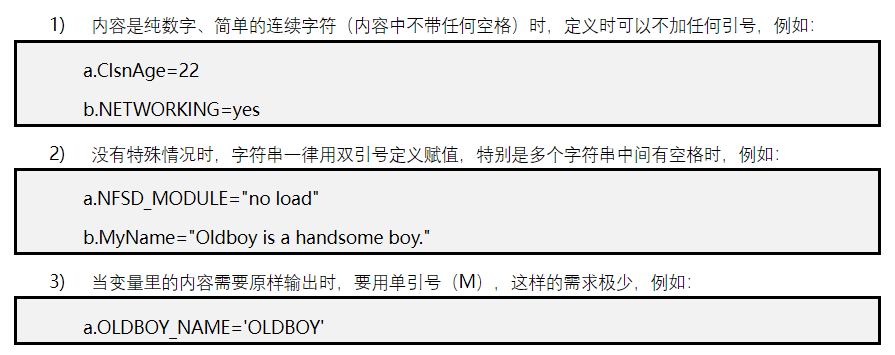 1) 内容是纯数字、简单的连续字符（内容中不带任何空格）时，定义时可以不加任何引号，例如：
a.ClsnAge=22
b.NETWORKING=yes
2) 没有特殊情况时，字符串一律用双引号定义赋值，特别是多个字符串中间有空格时，例如：
a.NFSD_MODULE="no load"
b.MyName="Oldboy is a handsome boy."
3) 当变量里的内容需要原样输出时，要用单引号（M），这样的需求极少，例如：
a.OLDBOY_NAME='OLDBOY'